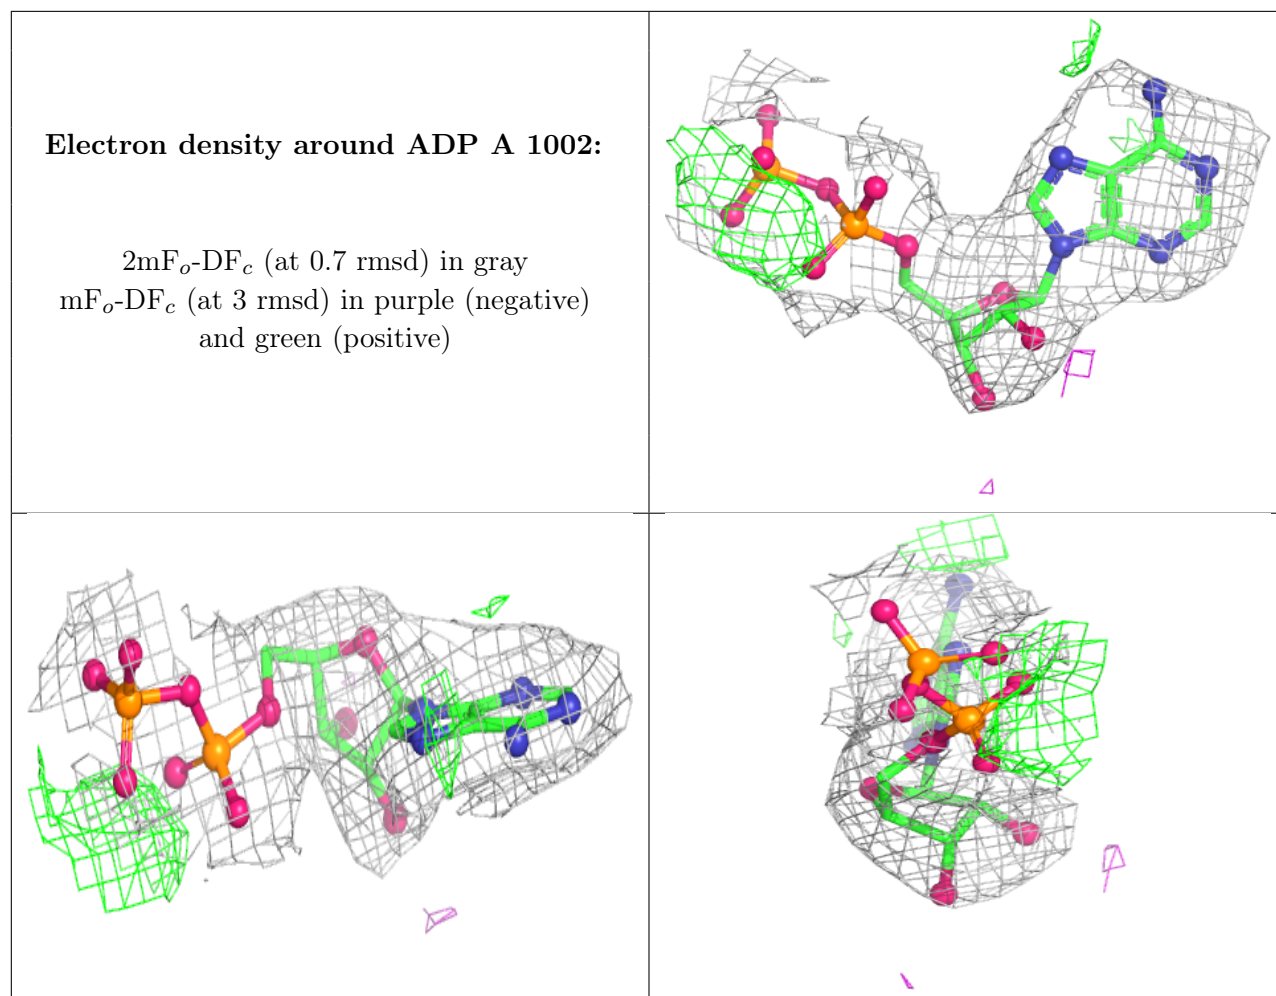 Electron density around ADP A 1002:
2mFo-DFc (at 0.7 rmsd) in gray
mFo-DFc (at 3 rmsd) in purple (negative)
and green (positive)